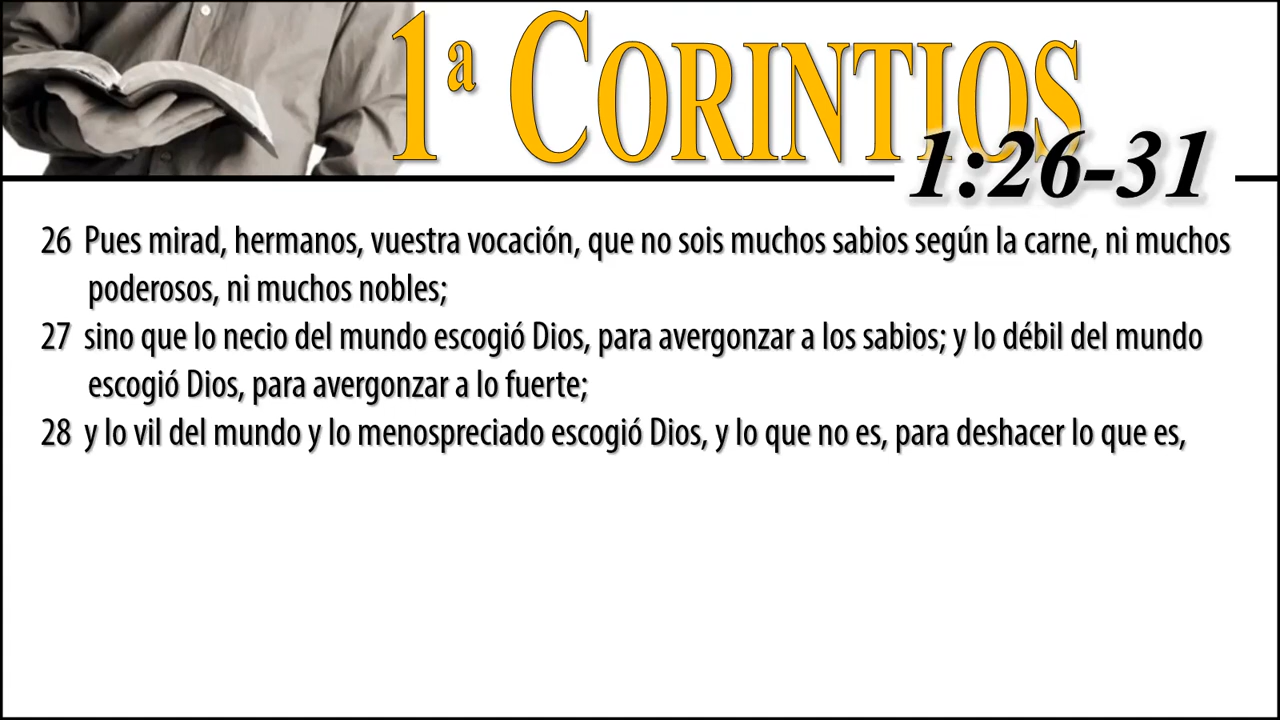 1ª CORINTIOS
1:26-31
26 Pues mirad, hermanos, vuestra vocación, que no sois muchos sabios según la carne, ni muchos
poderosos, ni muchos nobles;
27 sino que lo necio del mundo escogió Dios, para avergonzar a los sabios; y lo débil del mundo
escogió Dios, para avergonzar a lo fuerte;
28 y lo vil del mundo y lo menospreciado escogió Dios, y lo que no es, para deshacer lo que es,